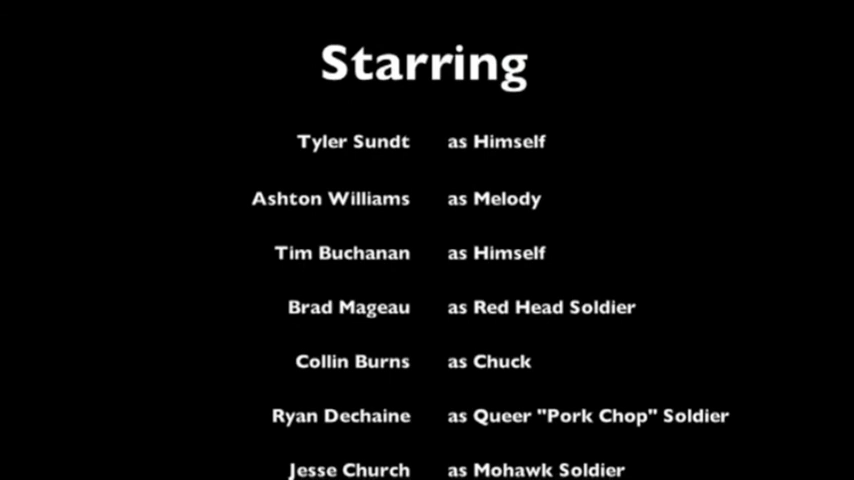 Starring
Tyler Sundt as Himself
Ashton Williams as Melody
Tim Buchanan as Himself
Brad Mageau as Red Head Soldier
Collin Burns as Chuck
Ryan Dechaine as Queer "Pork Chop" Soldier
Jesse Church as Mohawk Soldier